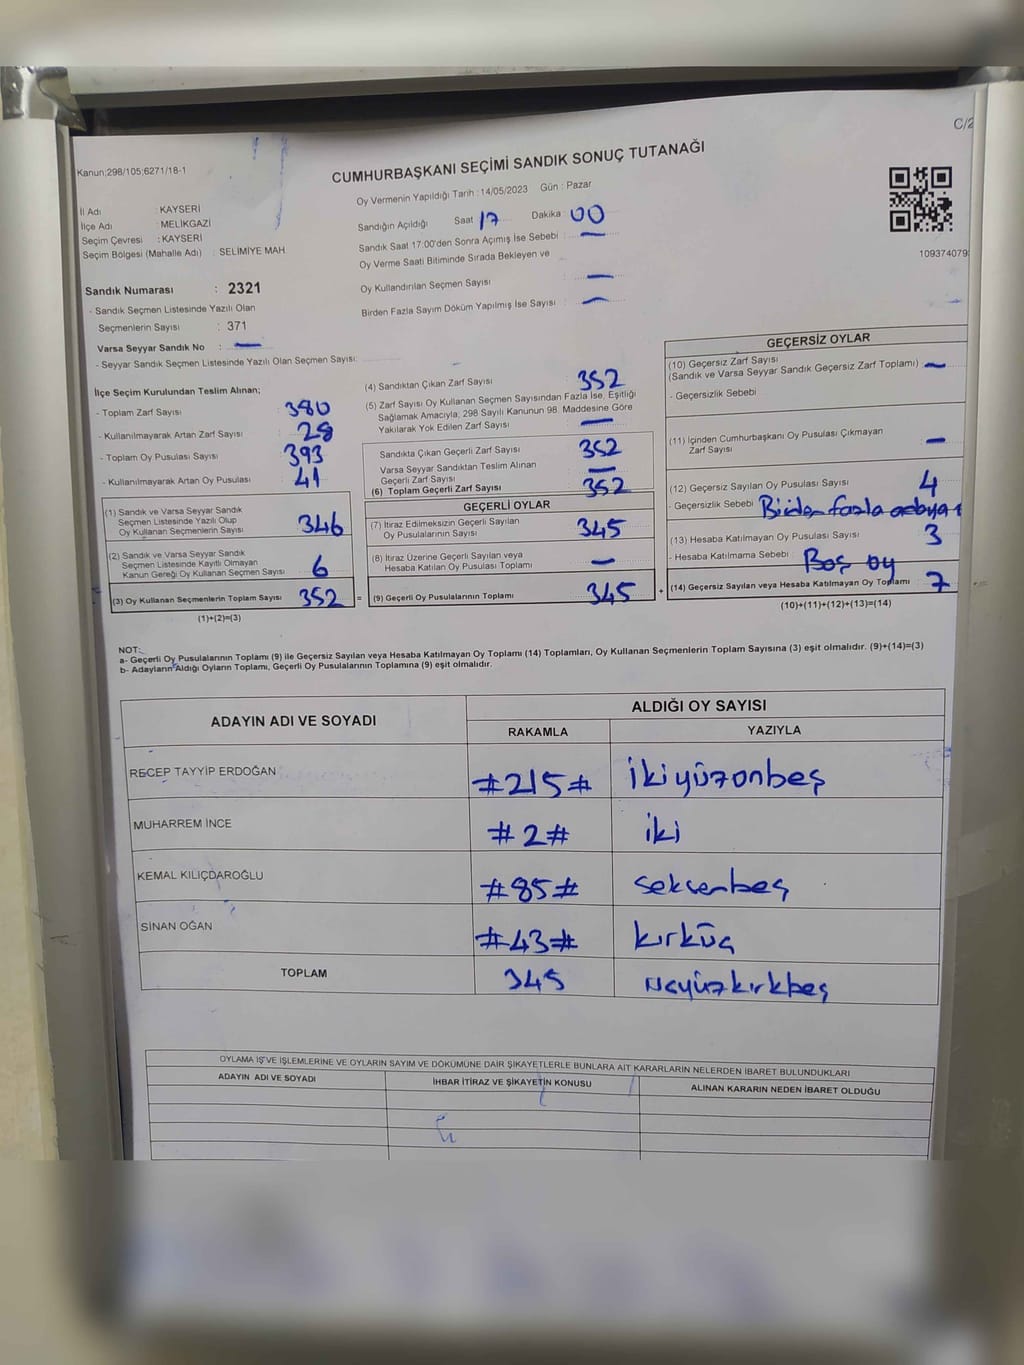 C/2
Kanun;298/105;6271/18-1
CUMHURBAŞKANI SEÇİMİ SANDIK SONUÇ TUTANAĞI
Oy Vermenin Yapıldığı Tarih : 14/05/2023 Gün : Pazar
İl Adı : KAYSERİ
İlçe Adı : MELİKGAZİ
Seçim Çevresi : KAYSERİ
Seçim Bölgesi (Mahalle Adı) : SELİMİYE MAH
Sandığın Açıldığı Saat 17 Dakika 00
Sandık Saat 17:00'den Sonra Açımış İse Sebebi : —
Oy Verme Saati Bitiminde Sırada Bekleyen ve
Oy Kullandırılan Seçmen Sayısı : —
Birden Fazla Sayım Döküm Yapılmış İse Sayısı : —
109374079
Sandık Numarası : 2321
- Sandık Seçmen Listesinde Yazılı Olan
Seçmenlerin Sayısı : 371
Varsa Seyyar Sandık No : —
- Seyyar Sandık Seçmen Listesinde Yazılı Olan Seçmen Sayısı:
İlçe Seçim Kurulundan Teslim Alınan;
- Toplam Zarf Sayısı 380
- Kullanılmayarak Artan Zarf Sayısı 28
- Toplam Oy Pusulası Sayısı 393
- Kullanılmayarak Artan Oy Pusulası 41
(1) Sandık ve Varsa Seyyar Sandık
Seçmen Listesinde Yazılı Olup
Oy Kullanan Seçmenlerin Sayısı 346
(2) Sandık ve Varsa Seyyar Sandık
Seçmen Listesinde Kayıtlı Olmayan
Kanun Gereği Oy Kullanan Seçmen Sayısı 6
(3) Oy Kullanan Seçmenlerin Toplam Sayısı 352 =
(1)+(2)=(3)
(4) Sandıktan Çıkan Zarf Sayısı 352
(5) Zarf Sayısı Oy Kullanan Seçmen Sayısından Fazla İse, Eşitliği
Sağlamak Amacıyla; 298 Sayılı Kanunun 98. Maddesine Göre
Yakılarak Yok Edilen Zarf Sayısı —
Sandıkta Çıkan Geçerli Zarf Sayısı 352
Varsa Seyyar Sandıktan Teslim Alınan
Geçerli Zarf Sayısı —
(6) Toplam Geçerli Zarf Sayısı 352
GEÇERLİ OYLAR
(7) İtiraz Edilmeksizin Geçerli Sayılan
Oy Pusulalarının Sayısı 345
(8) İtiraz Üzerine Geçerli Sayılan veya
Hesaba Katılan Oy Pusulası Toplamı —
(9) Geçerli Oy Pusulalarının Toplamı 345 +
GEÇERSİZ OYLAR
(10) Geçersiz Zarf Sayısı
(Sandık ve Varsa Seyyar Sandık Geçersiz Zarf Toplamı) —
- Geçersizlik Sebebi
(11) İçinden Cumhurbaşkanı Oy Pusulası Çıkmayan
Zarf Sayısı —
(12) Geçersiz Sayılan Oy Pusulası Sayısı 4
- Geçersizlik Sebebi Birden fazla
(13) Hesaba Katılmayan Oy Pusulası Sayısı 3
- Hesaba Katılmama Sebebi : Boş oy
(14) Geçersiz Sayılan veya Hesaba Katılmayan Oy Toplamı 7
(10)+(11)+(12)+(13)=(14)
NOT:
a- Geçerli Oy Pusulalarının Toplamı (9) ile Geçersiz Sayılan veya Hesaba Katılmayan Oy Toplamı (14) Toplamları, Oy Kullanan Seçmenlerin Toplam Sayısına (3) eşit olmalıdır. (9)+(14)=(3)
b- Adayların Aldığı Oyların Toplamı, Geçerli Oy Pusulalarının Toplamına (9) eşit olmalıdır.
ADAYIN ADI VE SOYADI ALDIĞI OY SAYISI
RAKAMLA YAZIYLA
RECEP TAYYİP ERDOĞAN #215# ikiyüzonbeş
MUHARREM İNCE #2# iki
KEMAL KILIÇDAROĞLU #85# seksenbeş
SİNAN OĞAN #43# kırküç
TOPLAM 345 üçyüzkırkbeş
OYLAMA İŞ VE İŞLEMLERİNE VE OYLARIN SAYIM VE DÖKÜMÜNE DAİR ŞİKAYETLERLE BUNLARA AİT KARARLARIN NELERDEN İBARET BULUNDUKLARI
ADAYIN ADI VE SOYADI İHBAR İTİRAZ VE ŞİKAYETİN KONUSU ALINAN KARARIN NEDEN İBARET OLDUĞU